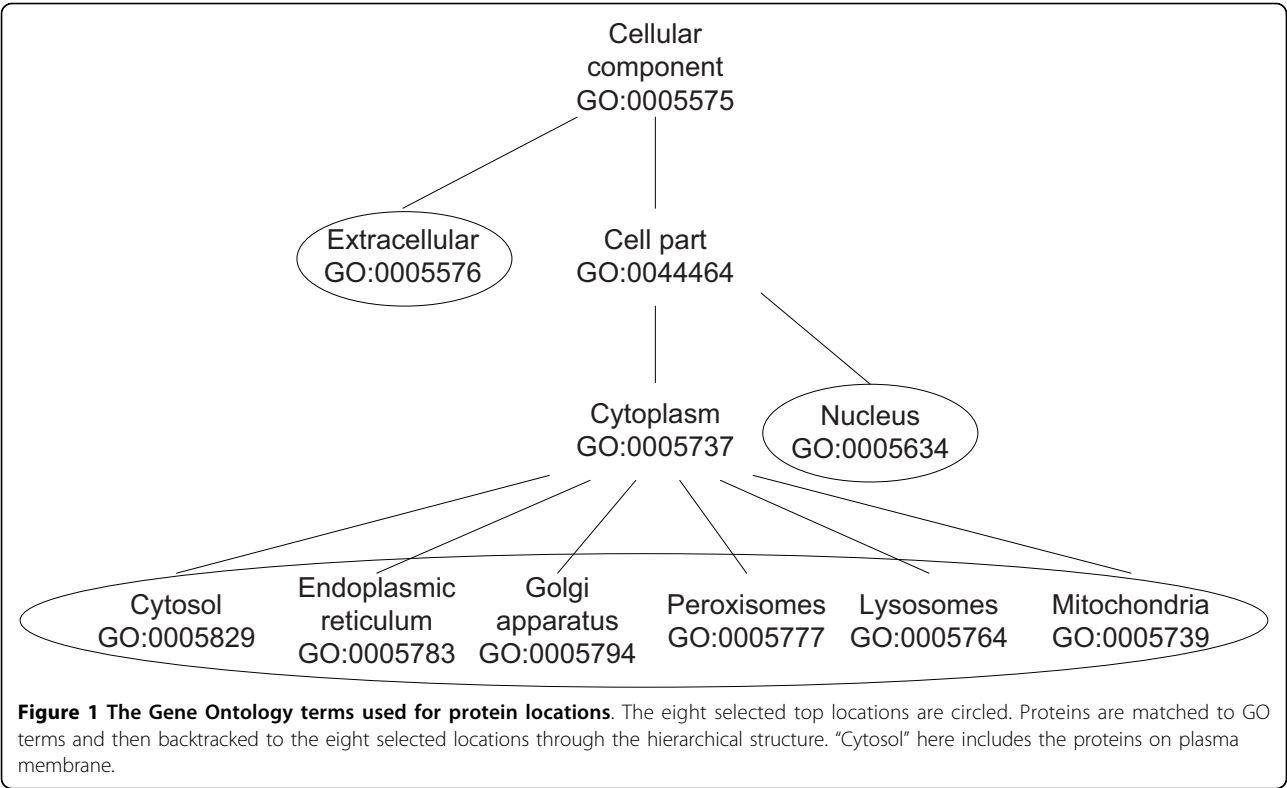 Cellular
component
GO:0005575
Extracellular
GO:0005576
Cell part
GO:0044464
Cytoplasm
GO:0005737
Nucleus
GO:0005634
Cytosol
GO:0005829
Endoplasmic
reticulum
GO:0005783
Golgi
apparatus
GO:0005794
Peroxisomes
GO:0005777
Lysosomes
GO:0005764
Mitochondria
GO:0005739
Figure 1 The Gene Ontology terms used for protein locations. The eight selected top locations are circled. Proteins are matched to GO
terms and then backtracked to the eight selected locations through the hierarchical structure. “Cytosol” here includes the proteins on plasma
membrane.